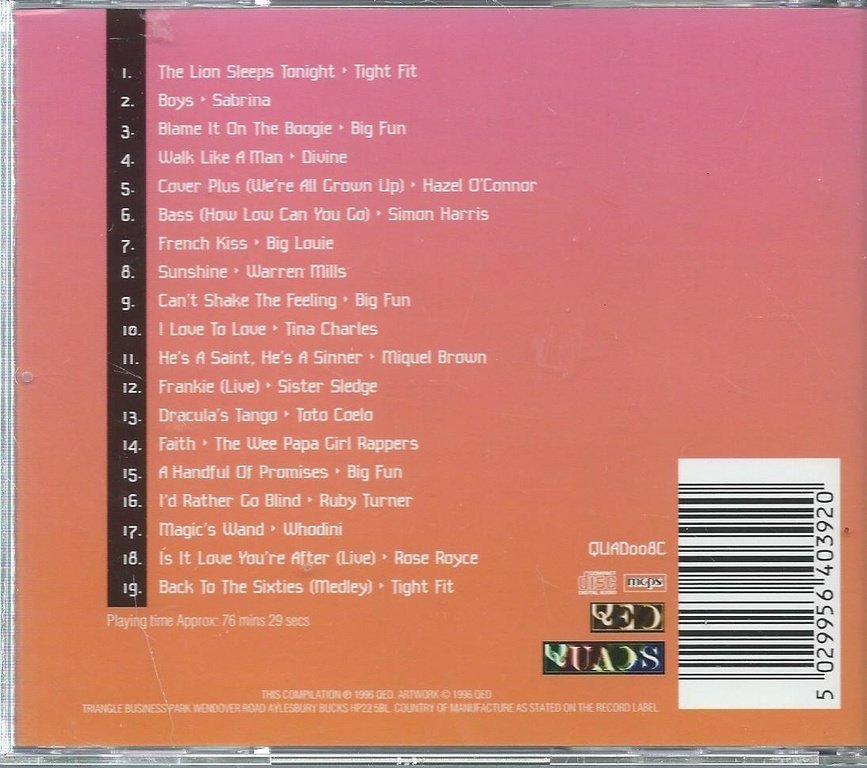 1. The Lion Sleeps Tonight › Tight Fit
2. Boys › Sabrina
3. Blame It On The Boogie › Big Fun
4. Walk Like A Man › Divine
5. Cover Plus (We're All Grown Up) › Hazel O'Connor
6. Bass (How Low Can You Go) › Simon Harris
7. French Kiss › Big Louie
8. Sunshine › Warren Mills
9. Can't Shake The Feeling › Big Fun
10. I Love To Love › Tina Charles
11. He's A Saint, He's A Sinner › Miquel Brown
12. Frankie (Live) › Sister Sledge
13. Dracula's Tango › Toto Coelo
14. Faith › The Wee Papa Girl Rappers
15. A Handful Of Promises › Big Fun
16. I'd Rather Go Blind › Ruby Turner
17. Magic's Wand › Whodini
18. Is It Love You're After (Live) › Rose Royce
19. Back To The Sixties (Medley) › Tight Fit
Playing time Approx: 76 mins 29 secs
QUAD008C
COMPACT
disc
DIGITAL AUDIO
mcps
QED
QUADS
5 029956 403920
THIS COMPILATION ℗ 1996 QED. ARTWORK © 1996 QED
TRIANGLE BUSINESS PARK WENDOVER ROAD AYLESBURY BUCKS HP22 5BL. COUNTRY OF MANUFACTURE AS STATED ON THE RECORD LABEL